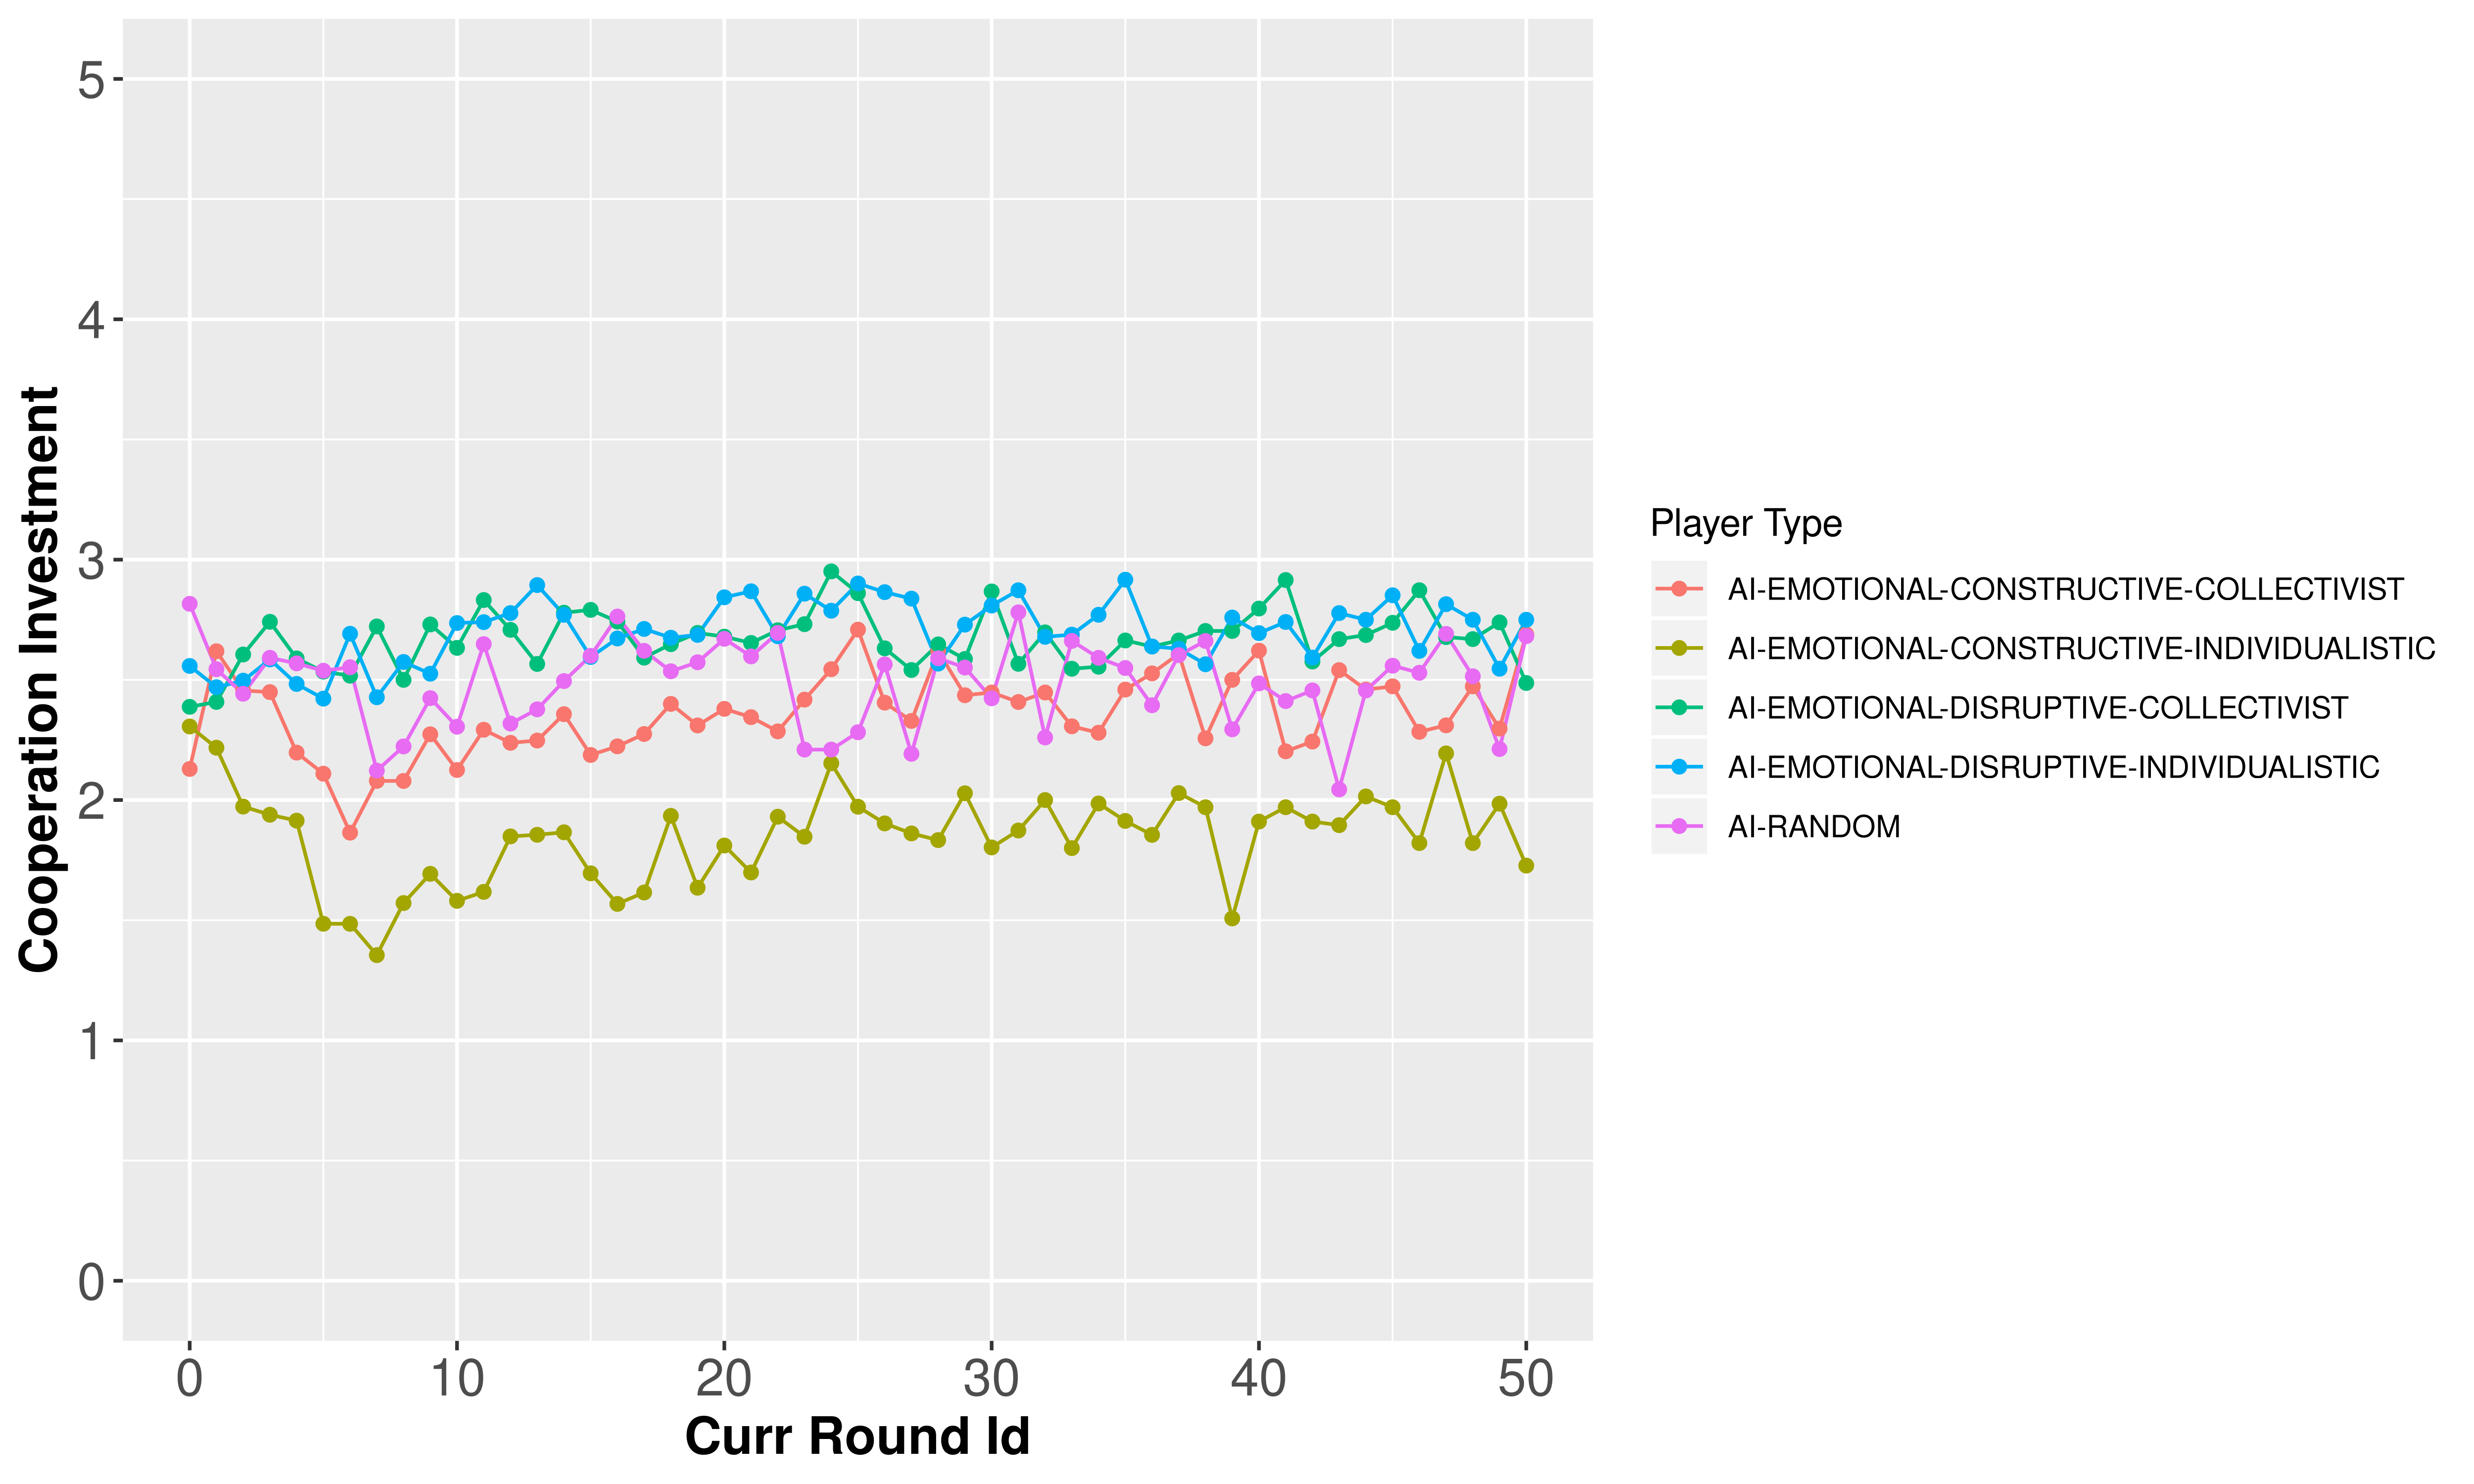 Cooperation Investment
5
4
3
2
1
0
0 10 20 30 40 50
Curr Round Id
Player Type
AI-EMOTIONAL-CONSTRUCTIVE-COLLECTIVIST
AI-EMOTIONAL-CONSTRUCTIVE-INDIVIDUALISTIC
AI-EMOTIONAL-DISRUPTIVE-COLLECTIVIST
AI-EMOTIONAL-DISRUPTIVE-INDIVIDUALISTIC
AI-RANDOM